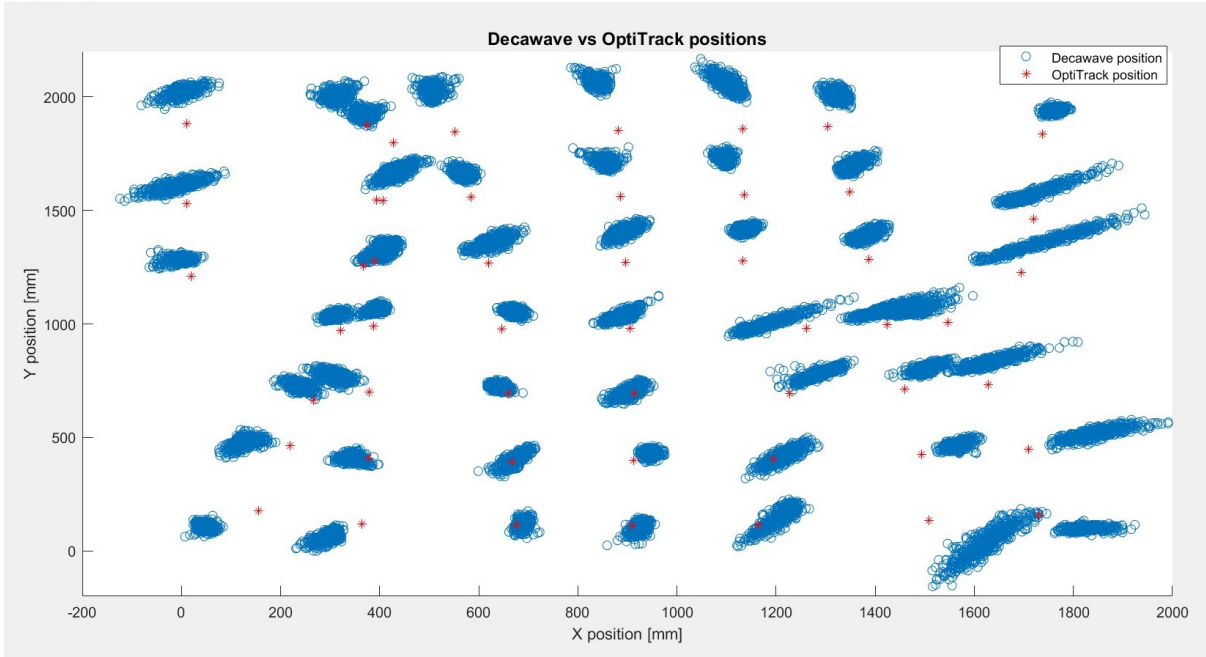 Decawave vs OptiTrack positions
Decawave position
OptiTrack position
2000
1500
1000
500
0
Y position [mm]
-200 0 200 400 600 800 1000 1200 1400 1600 1800 2000
X position [mm]